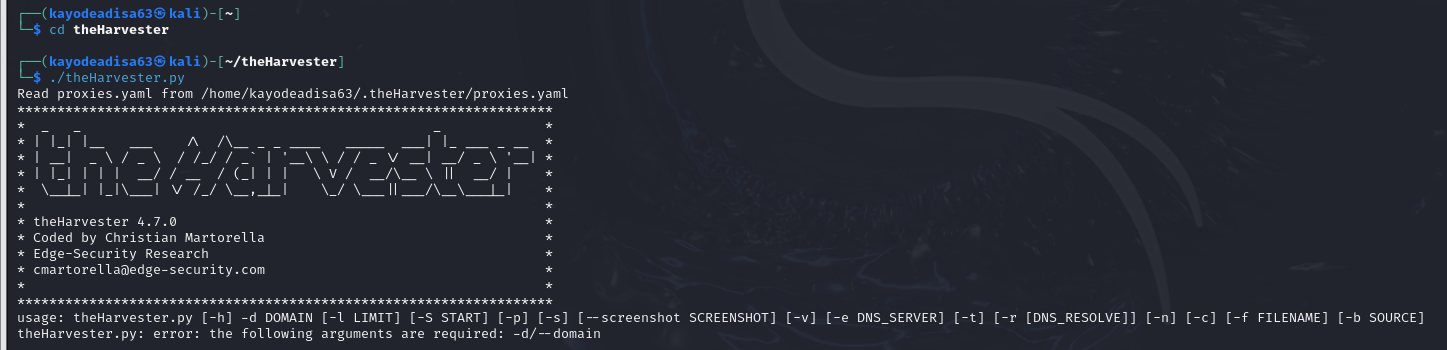 ┌──(kayodeadisa63㉿kali)-[~]
└─$ cd theHarvester
┌──(kayodeadisa63㉿kali)-[~/theHarvester]
└─$ ./theHarvester.py
Read proxies.yaml from /home/kayodeadisa63/.theHarvester/proxies.yaml
*******************************************************************
*  _   _                                            _             *
* | |_| |__   ___    /\  /\__ _ _ ____   _____  ___| |_ ___ _ __  *
* | __|  _ \ / _ \  / /_/ / _` | '__\ \ / / _ \/ __| __/ _ \ '__| *
* | |_| | | |  __/ / __  / (_| | |   \ V /  __/\__ \ ||  __/ |    *
*  \__|_| |_|\___| \/ /_/ \__,_|_|    \_/ \___||___/\__\___|_|    *
*                                                                 *
* theHarvester 4.7.0                                              *
* Coded by Christian Martorella                                   *
* Edge-Security Research                                          *
* cmartorella@edge-security.com                                   *
*                                                                 *
*******************************************************************
usage: theHarvester.py [-h] -d DOMAIN [-l LIMIT] [-S START] [-p] [-s] [--screenshot SCREENSHOT] [-v] [-e DNS_SERVER] [-t] [-r [DNS_RESOLVE]] [-n] [-c] [-f FILENAME] [-b SOURCE]
theHarvester.py: error: the following arguments are required: -d/--domain